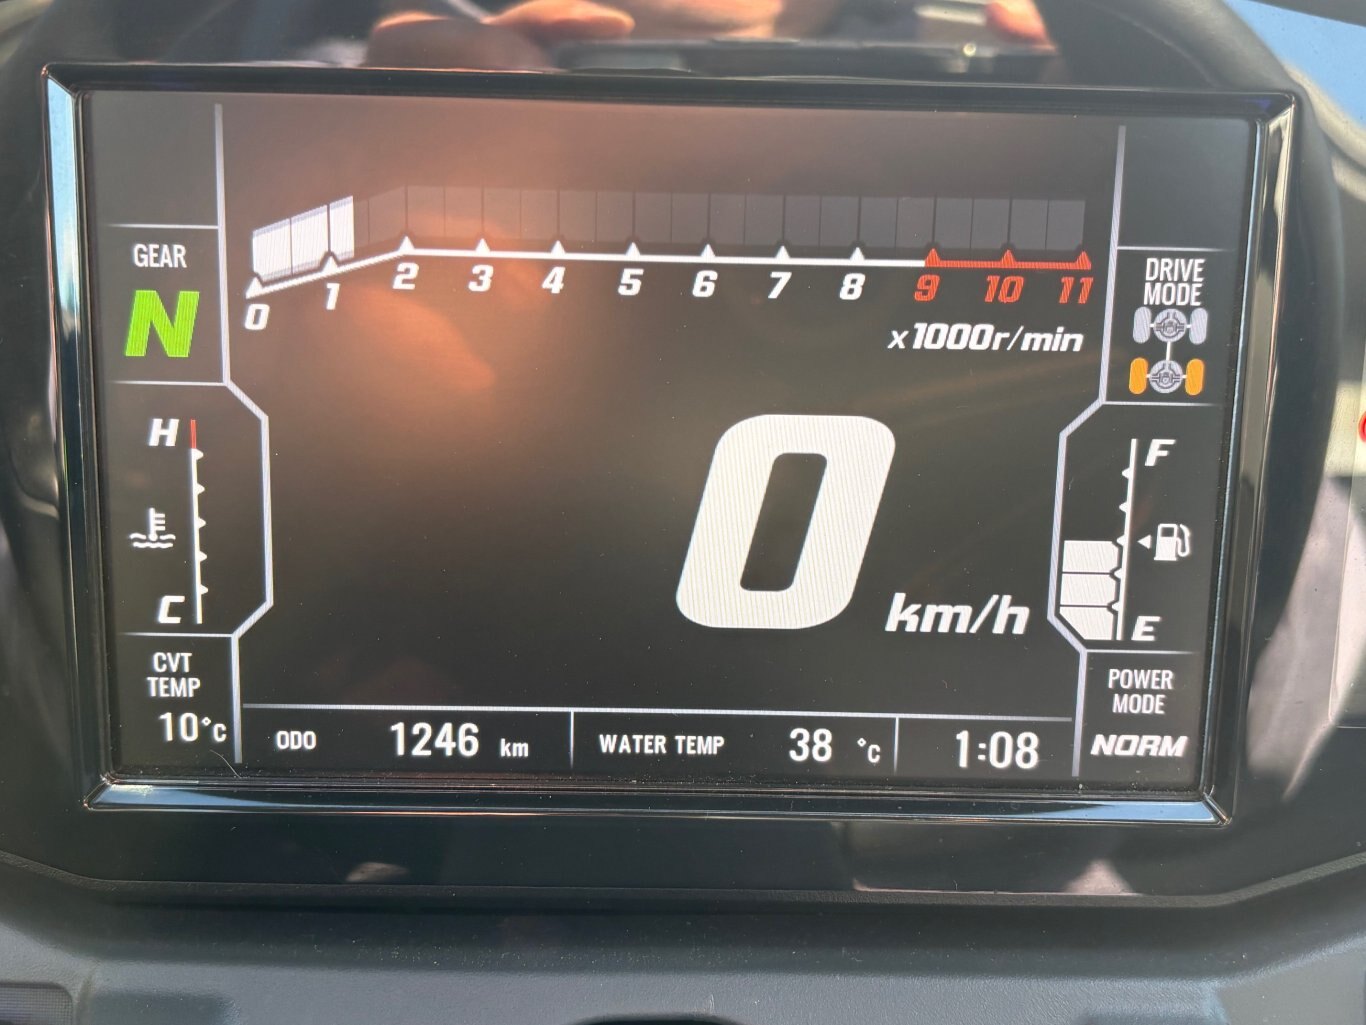 GEAR
N
0 1 2 3 4 5 6 7 8 9 10 11
x1000r/min
DRIVE
MODE
H
C
0
km/h
F
E
CVT
TEMP
10°C
ODO 1246 km
WATER TEMP 38 °C
1:08
POWER
MODE
NORM